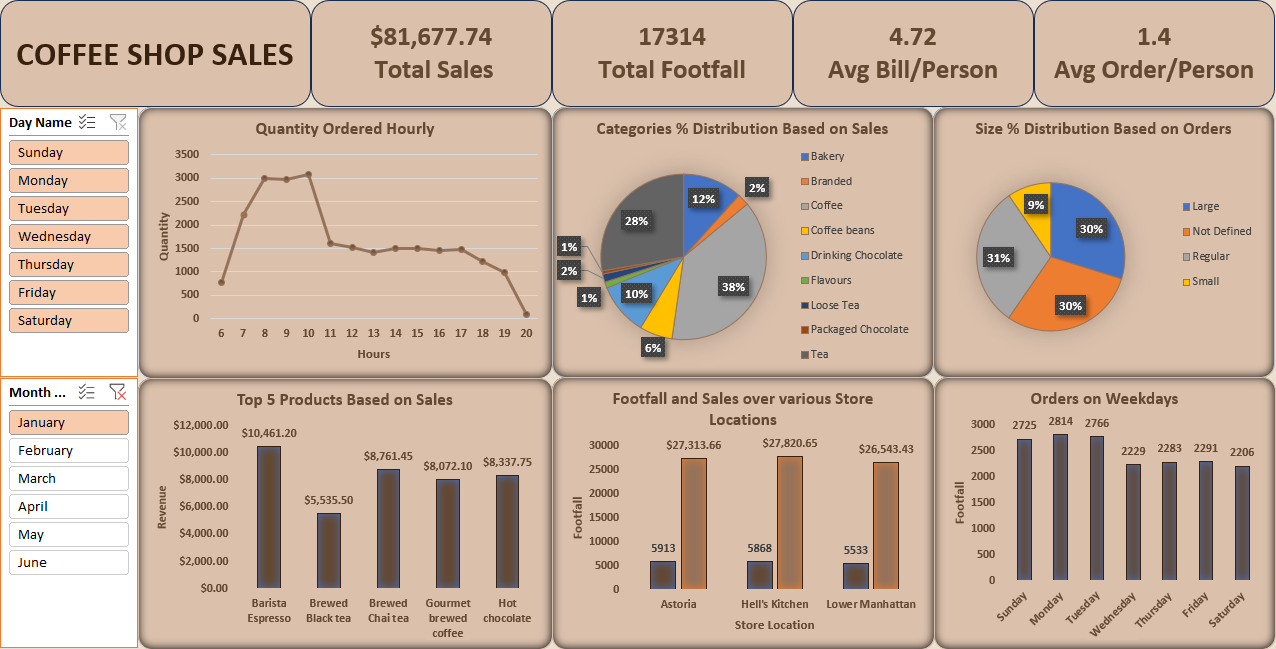 COFFEE SHOP SALES
$81,677.74
Total Sales
17314
Total Footfall
4.72
Avg Bill/Person
1.4
Avg Order/Person
Day Name
Sunday
Monday
Tuesday
Wednesday
Thursday
Friday
Saturday
Month ...
January
February
March
April
May
June
Quantity Ordered Hourly
Quantity
3500
3000
2500
2000
1500
1000
500
0
6 7 8 9 10 11 12 13 14 15 16 17 18 19 20
Hours
Categories % Distribution Based on Sales
12%
2%
38%
6%
10%
1%
2%
1%
28%
Bakery
Branded
Coffee
Coffee beans
Drinking Chocolate
Flavours
Loose Tea
Packaged Chocolate
Tea
Size % Distribution Based on Orders
30%
30%
31%
9%
Large
Not Defined
Regular
Small
Top 5 Products Based on Sales
Revenue
$12,000.00
$10,000.00
$8,000.00
$6,000.00
$4,000.00
$2,000.00
$0.00
$10,461.20
$5,535.50
$8,761.45
$8,072.10
$8,337.75
Barista
Espresso
Brewed
Black tea
Brewed
Chai tea
Gourmet
brewed
coffee
Hot
chocolate
Footfall and Sales over various Store
Locations
Footfall
30000
25000
20000
15000
10000
5000
0
5913
$27,313.66
5868
$27,820.65
5533
$26,543.43
Astoria
Hell's Kitchen
Lower Manhattan
Store Location
Orders on Weekdays
Footfall
3000
2500
2000
1500
1000
500
0
2725
2814
2766
2229
2283
2291
2206
Sunday
Monday
Tuesday
Wednesday
Thursday
Friday
Saturday